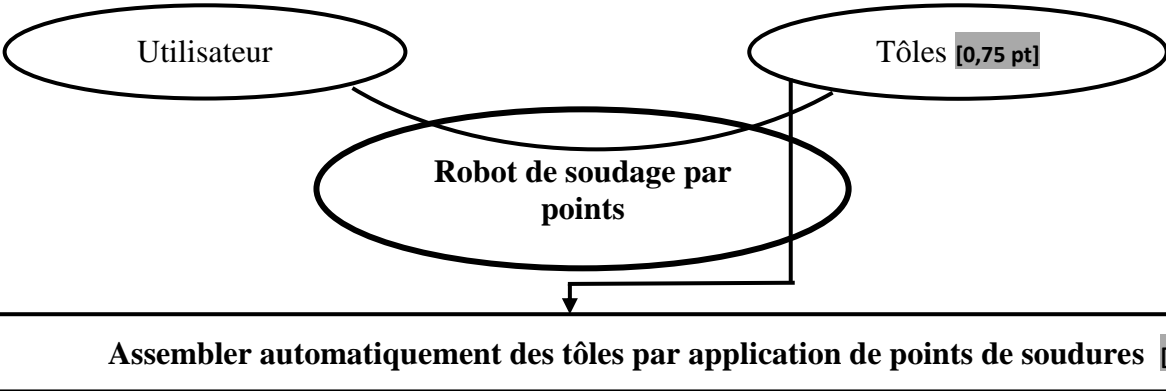 Utilisateur
Tôles [0,75 pt]
Robot de soudage par
points
Assembler automatiquement des tôles par application de points de soudures